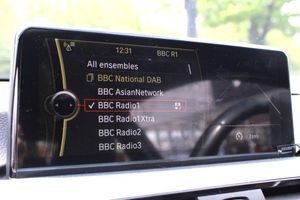 12:31 BBC R1
All ensembles
BBC National DAB
BBC AsianNetwork
BBC Radio1
BBC Radio1Xtra
BBC Radio2
BBC Radio3